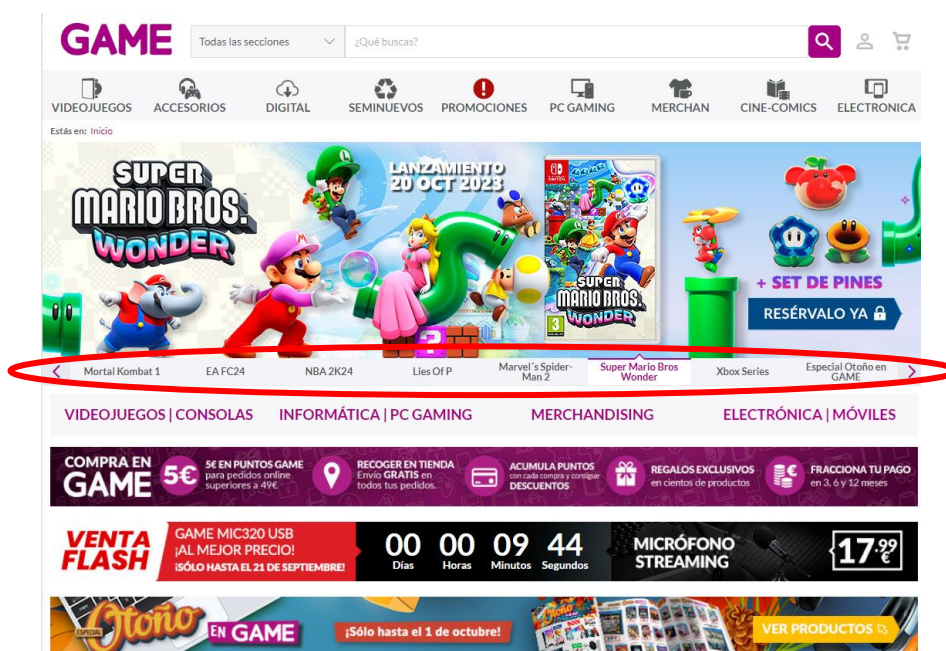 GAME
Todas las secciones
¿Qué buscas?
VIDEOJUEGOS ACCESORIOS DIGITAL SEMINUEVOS PROMOCIONES PC GAMING MERCHAN CINE-COMICS ELECTRONICA
Estás en: Inicio
SUPER
MARIO BROS.
WONDER
LANZAMIENTO
20 OCT 2023
SUPER
MARIO BROS.
WONDER
3
+ SET DE PINES
RESÉRVALO YA
Mortal Kombat 1
EA FC24
NBA 2K24
Lies Of P
Marvel´s Spider-
Man 2
Super Mario Bros
Wonder
Xbox Series
Especial Otoño en
GAME
VIDEOJUEGOS | CONSOLAS INFORMÁTICA | PC GAMING MERCHANDISING ELECTRÓNICA | MÓVILES
COMPRA EN
GAME
5€
5€ EN PUNTOS GAME
para pedidos online
superiores a 49€
RECOGER EN TIENDA
Envío GRATIS en
todos tus pedidos.
ACUMULA PUNTOS
con cada compra y consigue
DESCUENTOS
REGALOS EXCLUSIVOS
en cientos de productos
FRACCIONA TU PAGO
en 3, 6 y 12 meses
VENTA
FLASH
GAME MIC320 USB
¡AL MEJOR PRECIO!
¡SÓLO HASTA EL 21 DE SEPTIEMBRE!
00 00 09 44
Días Horas Minutos Segundos
MICRÓFONO
STREAMING
17.99
€
ESPECIAL
Otoño
EN GAME
¡Sólo hasta el 1 de octubre!
Otoño
VER PRODUCTOS